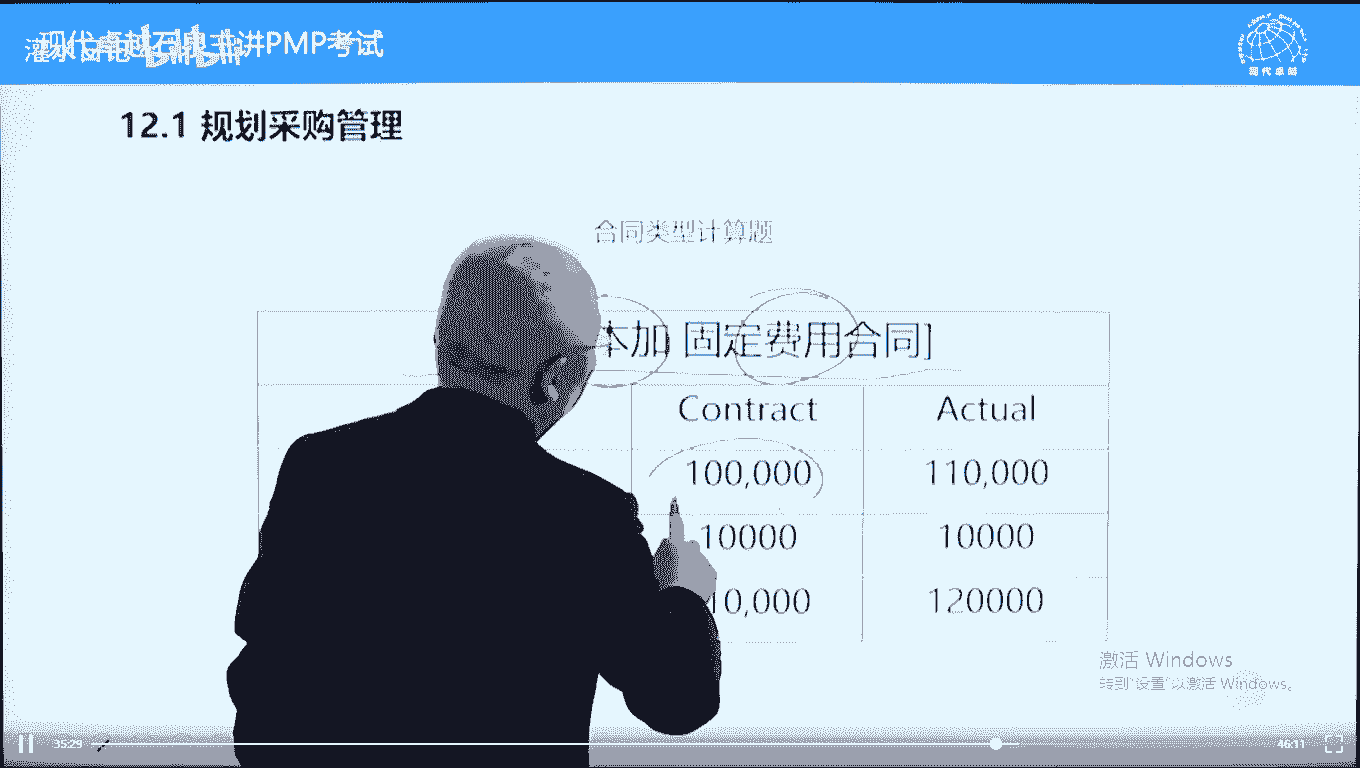 讲PMP考试
bilibili
现代卓越
12.1 规划采购管理
合同类型计算题
本加 固定费用合同]
Contract Actual
100,000 110,000
10000 10000
10,000 120000
激活 Windows
转到"设置"以激活 Windows。
35:29 46:11